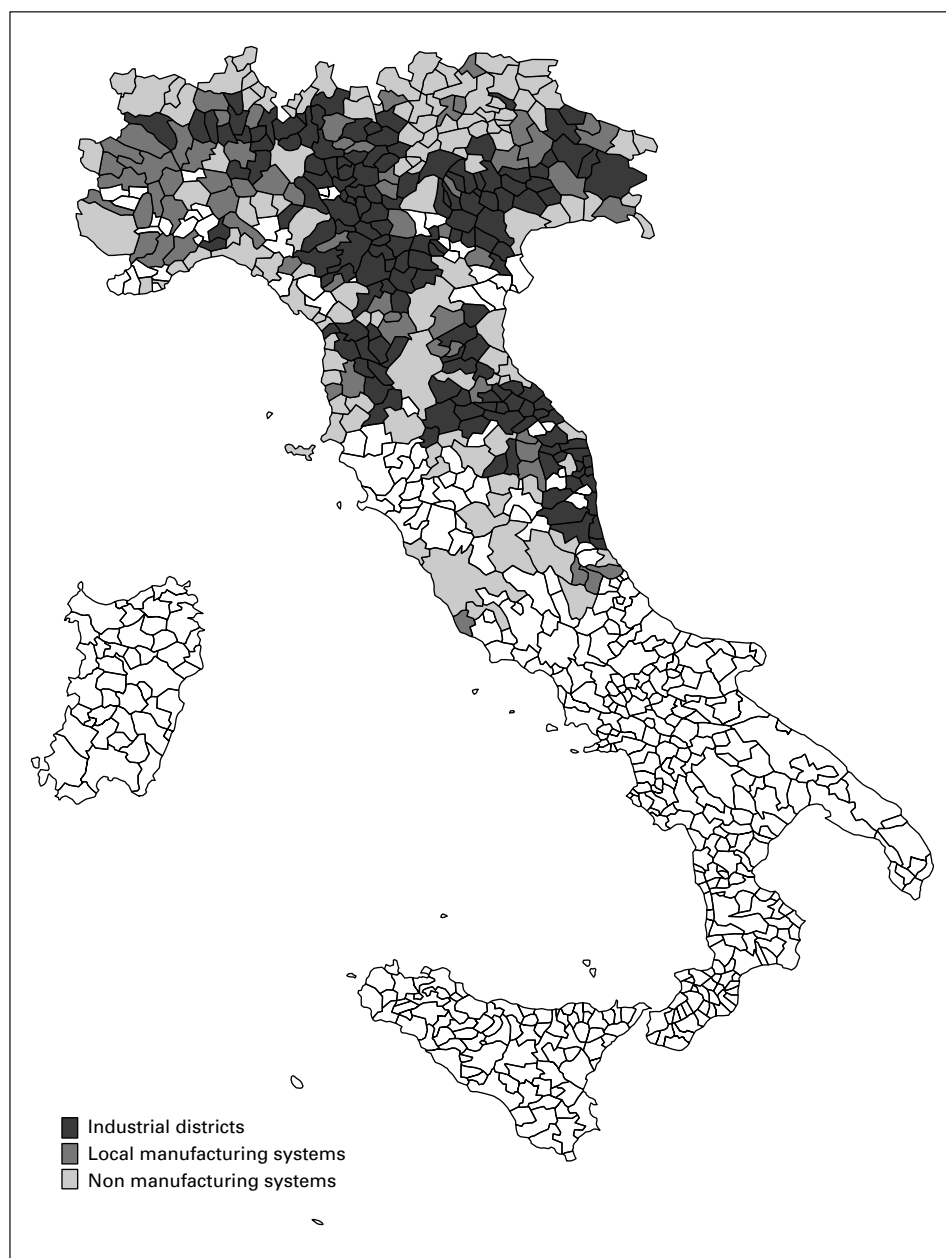 Industrial districts
Local manufacturing systems
Non manufacturing systems